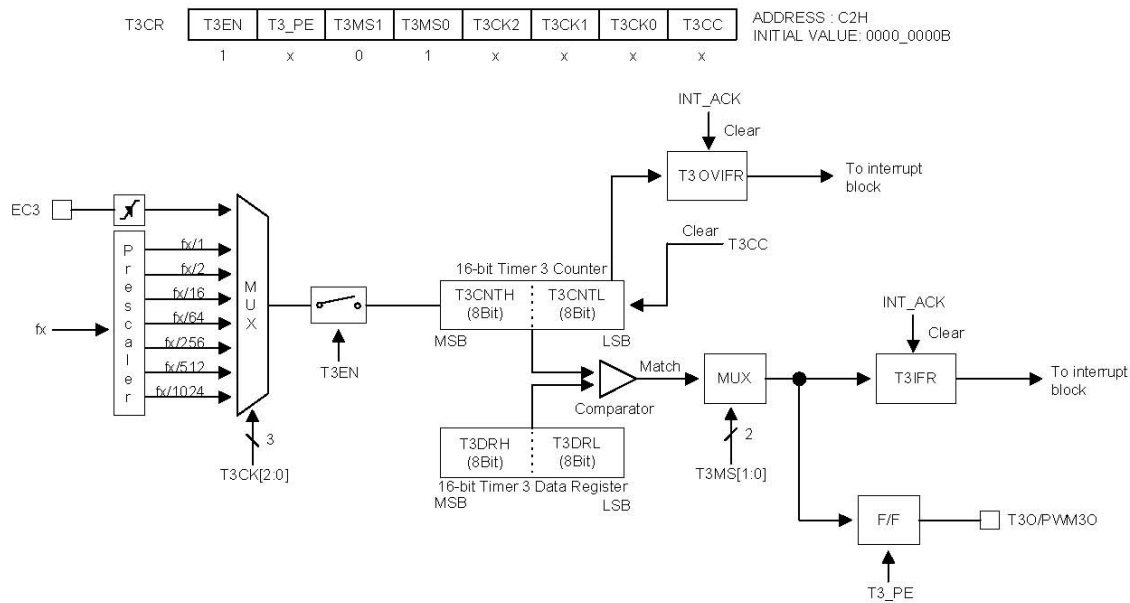 T3CR T3EN T3_PE T3MS1 T3MS0 T3CK2 T3CK1 T3CK0 T3CC
ADDRESS : C2H
INITIAL VALUE: 0000_0000B
1 x 0 1 x x x x
INT_ACK
Clear
T3OVIFR
To interrupt
block
EC3
Clear
T3CC
Prescaler
fx/1
fx/2
fx/16
fx/64
fx/256
fx/512
fx/1024
fx
MUX
T3EN
3
T3CK[2:0]
16-bit Timer 3 Counter
T3CNTH
(8Bit)
T3CNTL
(8Bit)
MSB
LSB
Match
Comparator
T3DRH
(8Bit)
T3DRL
(8Bit)
16-bit Timer 3 Data Register
MSB
LSB
MUX
2
T3MS[1:0]
INT_ACK
Clear
T3IFR
To interrupt
block
F/F
T3O/PWM3O
T3_PE